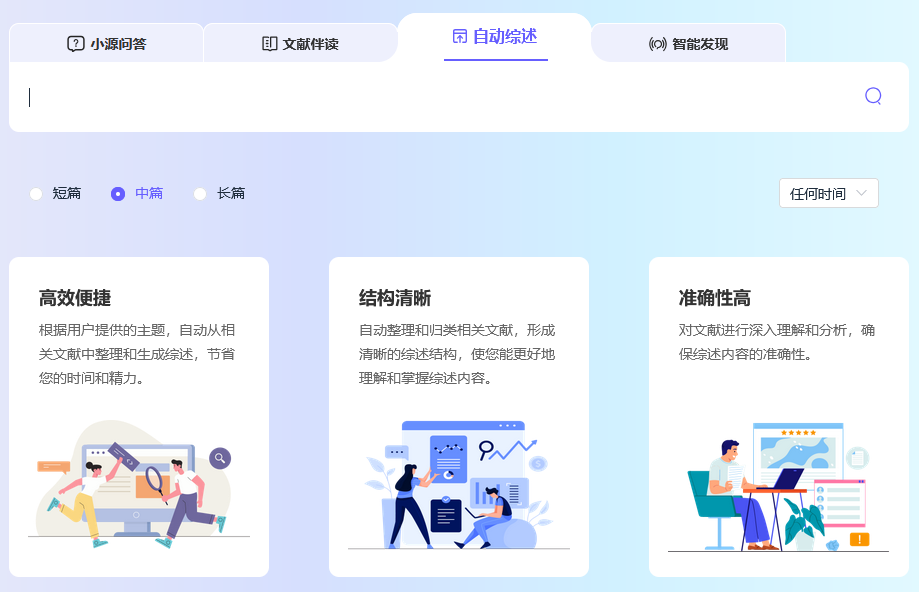 小源问答
文献伴读
自动综述
智能发现
短篇
中篇
长篇
任何时间
高效便捷
根据用户提供的主题，自动从相
关文献中整理和生成综述，节省
您的时间和精力。
结构清晰
自动整理和归类相关文献，形成
清晰的综述结构，使您能更好地
理解和掌握综述内容。
准确性高
对文献进行深入理解和分析，确
保综述内容的准确性。